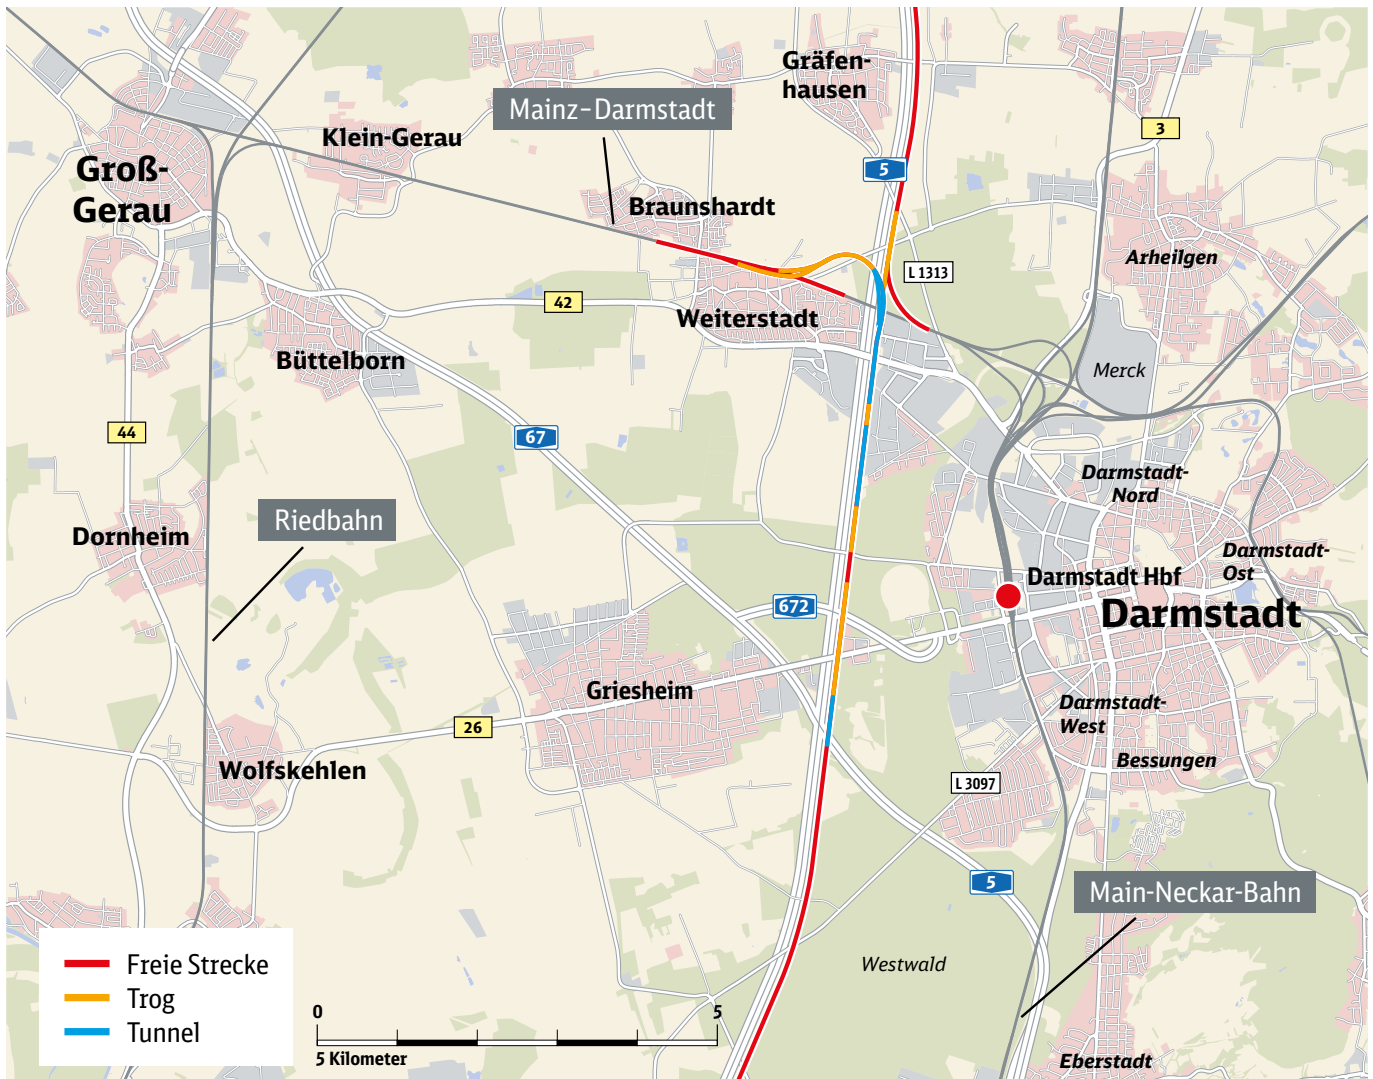 Gräfen-
hausen
Mainz-Darmstadt
3
Klein-Gerau
5
Groß-
Gerau
Braunshardt
Arheilgen
L 1313
42
Weiterstadt
Büttelborn
Merck
44
67
Darmstadt-
Nord
Riedbahn
Dornheim
Darmstadt-
Ost
Darmstadt Hbf
672
Darmstadt
Griesheim
Darmstadt-
West
26
Bessungen
Wolfskehlen
L 3097
5
Main-Neckar-Bahn
Westwald
Freie Strecke
Trog
Tunnel
0 5
5 Kilometer
Eberstadt